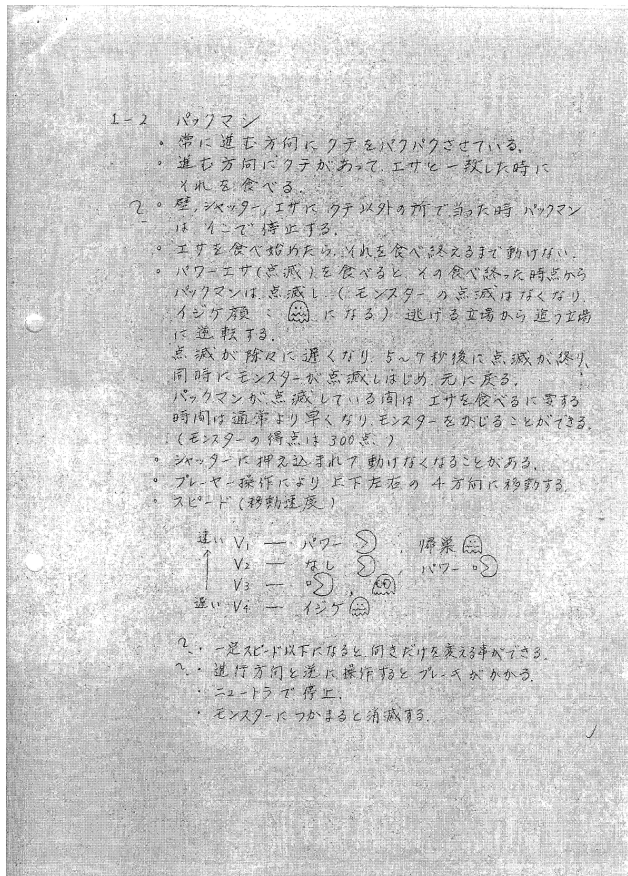 1-2 パックマン
・常に進む方向にクチをパクパクさせている。
・進む方向にクチがあって、エサと一致した時に
それを食べる。
? ・壁、シャッター、エサにクチ以外の所で当った時 パックマン
は そこで停止する。
・エサを食べ始めたら、それを食べ終えるまで動けない。
・パワーエサ(点滅)を食べると、その食べ終った時点から
パックマンは、点滅し、(モンスターの点滅はなくなり、
イジケ顔: になる) 逃げる立場から追う立場
に逆転する。
点滅が除々に遅くなり、5〜7秒後に点滅が終り、
同時にモンスターが点滅しはじめ、元に戻る。
パックマンが点滅している間は、エサを食べるに要する
時間は通常より早くなり、モンスターをかじることができる。
(モンスターの得点は300点)
・シャッターに押え込まれて動けなくなることがある。
・プレーヤー操作により上下左右の4方向に移動する。
・スピード(移動速度)
速い V1 — パワー 、 帰巣
V2 — なし 、 パワー
V3 — 、
遅い V4 — イジケ
? ・一定スピード以下になると、向きだけを変える事ができる。
? ・進行方向と逆に操作するとブレーキがかかる。
・ニュートラで停止。
・モンスターにつかまると消滅する。